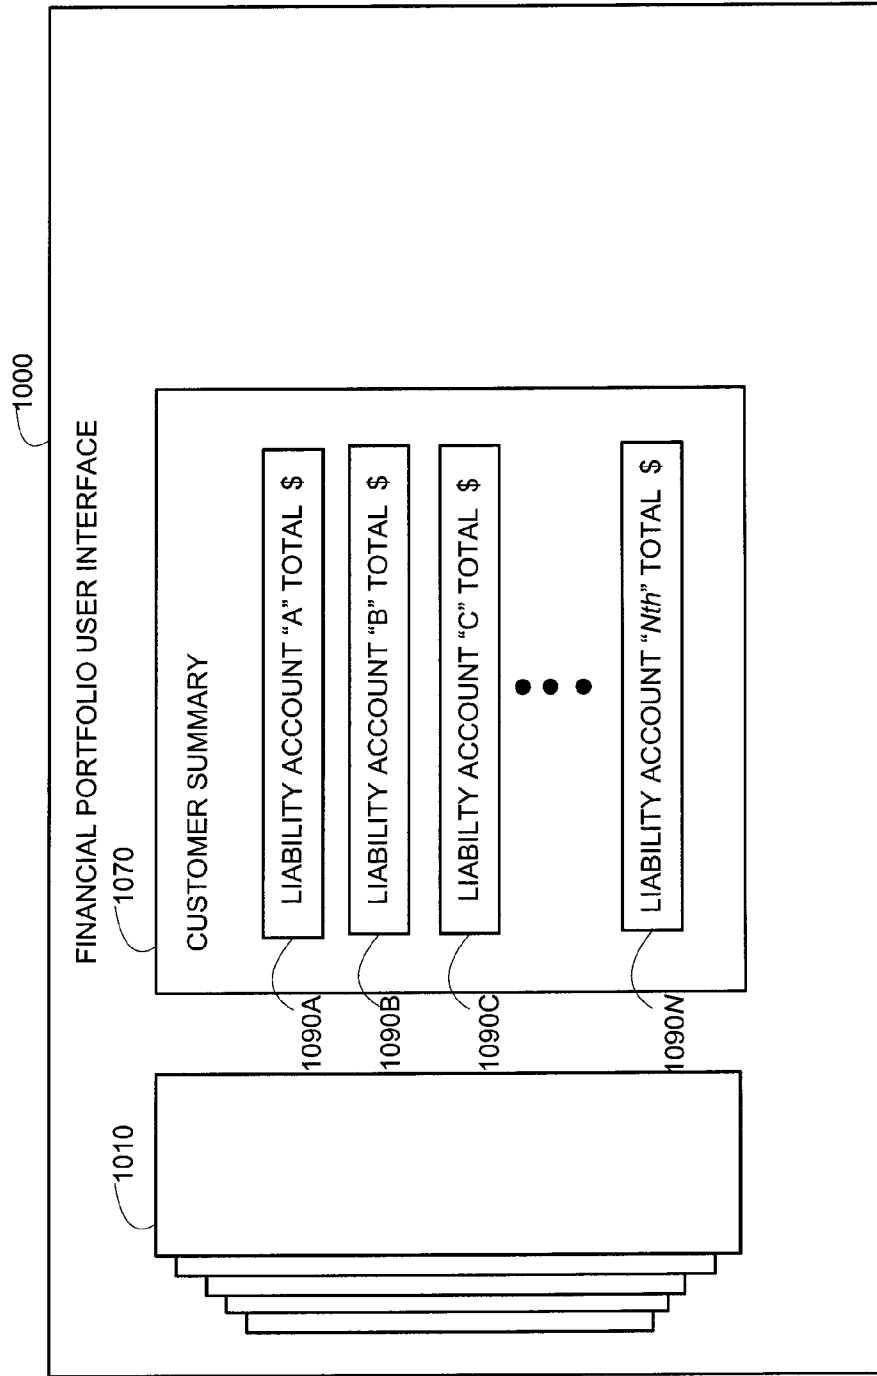 1000
FINANCIAL PORTFOLIO USER INTERFACE
1010
1070
CUSTOMER SUMMARY
1090A
LIABILITY ACCOUNT “A” TOTAL $
1090B
LIABILITY ACCOUNT “B” TOTAL $
1090C
LIABILTY ACCOUNT “C” TOTAL $
1090N
LIABILITY ACCOUNT “Nth” TOTAL $